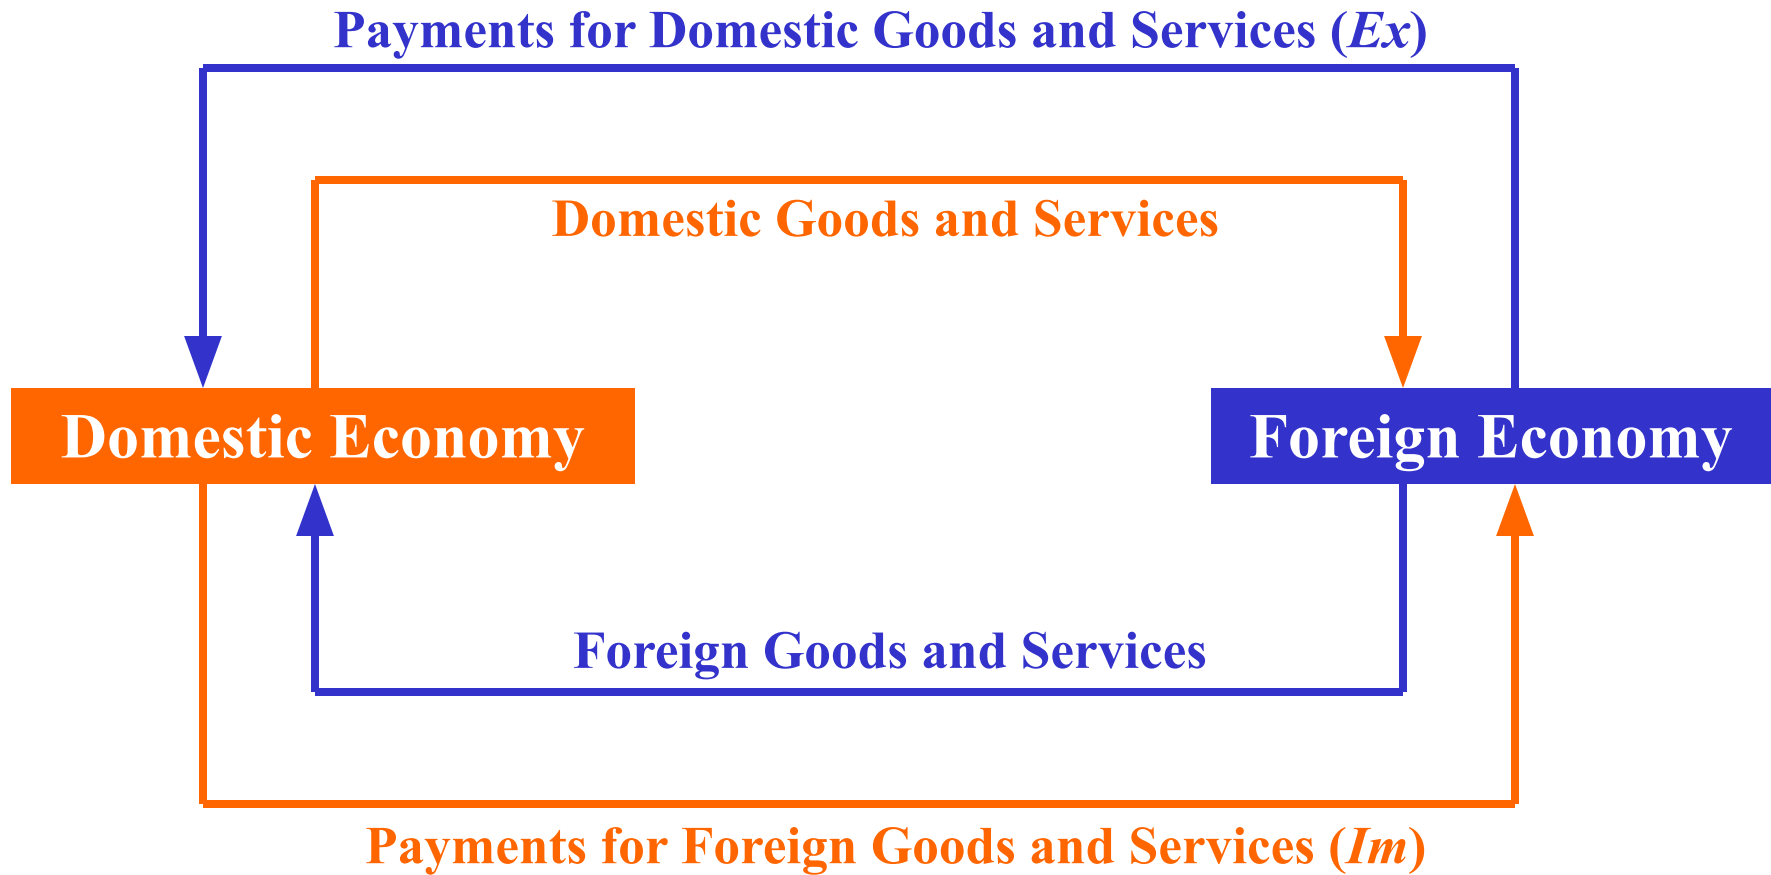 Payments for Domestic Goods and Services (Ex)
Domestic Goods and Services
Domestic Economy
Foreign Economy
Foreign Goods and Services
Payments for Foreign Goods and Services (Im)